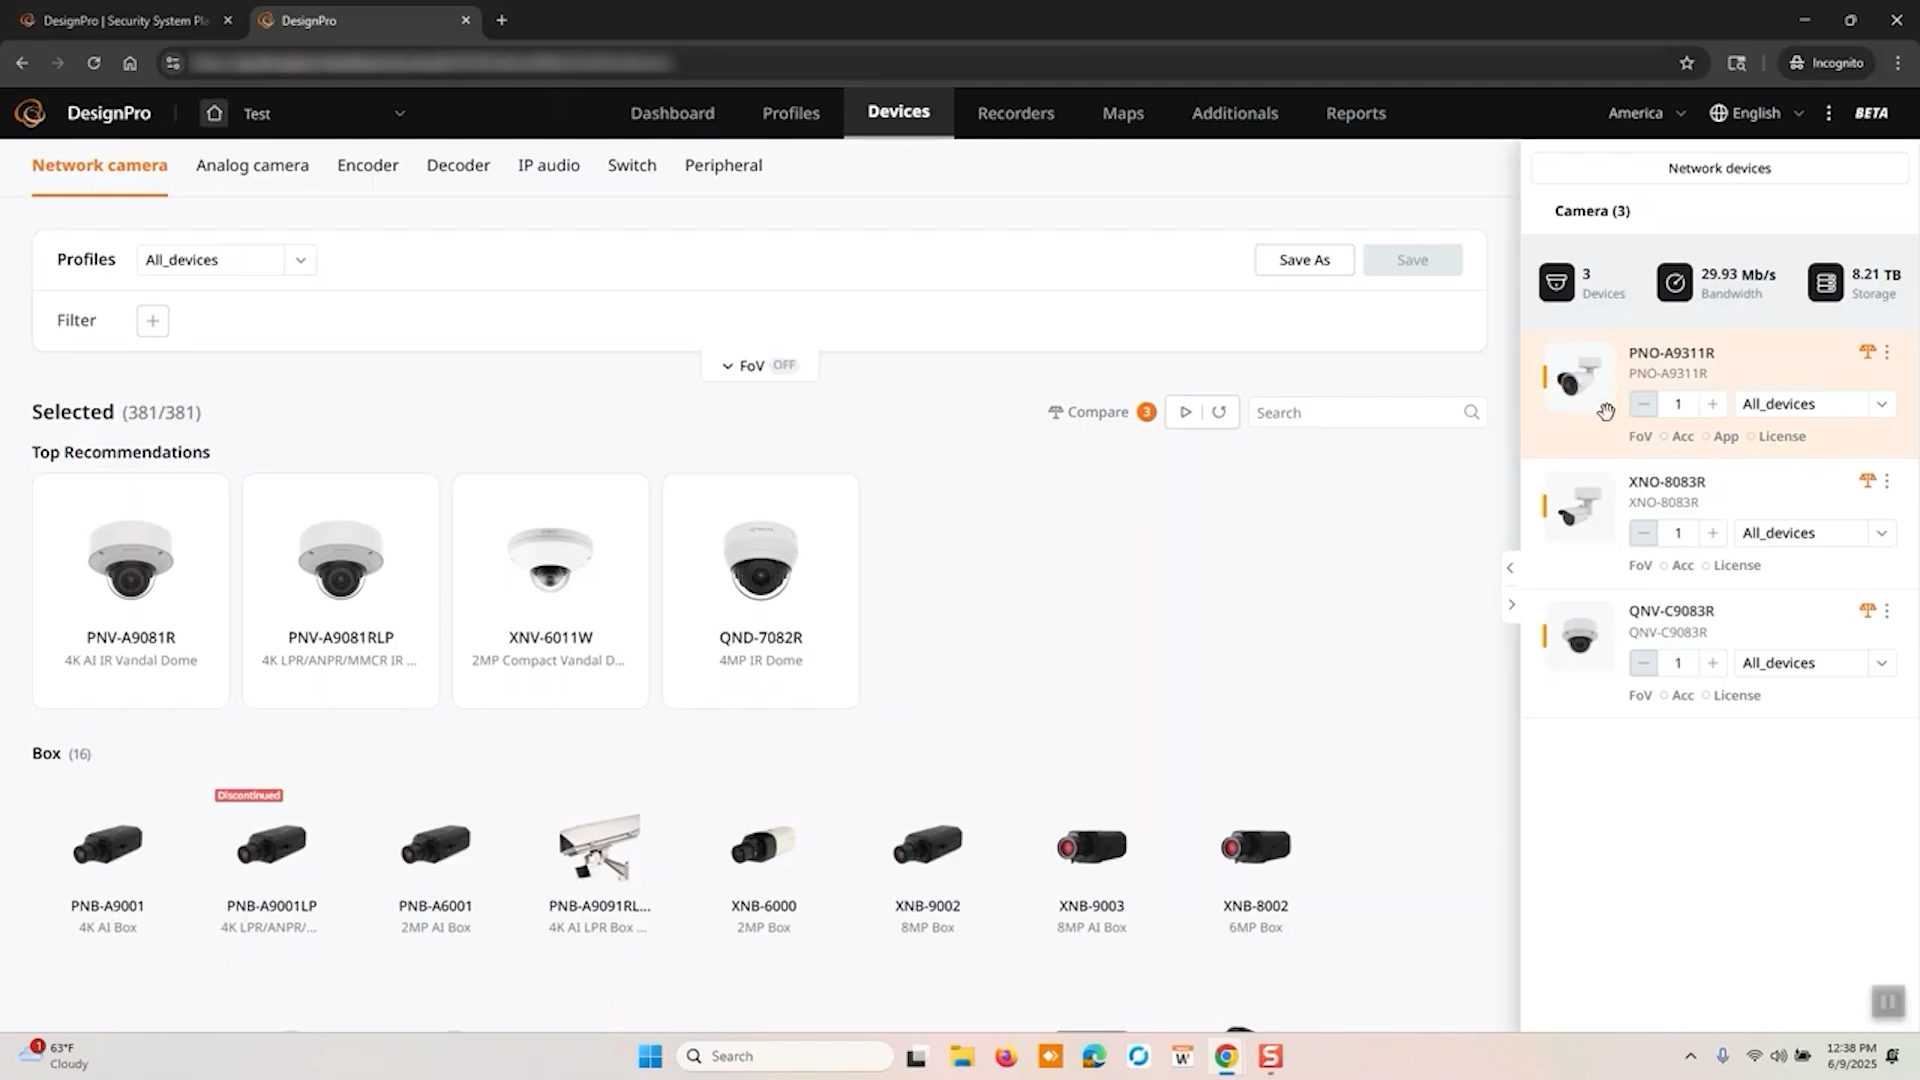 DesignPro | Security System Pl
DesignPro
Incognito
DesignPro
Test
Dashboard
Profiles
Devices
Recorders
Maps
Additionals
Reports
America
English
BETA
Network camera
Analog camera
Encoder
Decoder
IP audio
Switch
Peripheral
Profiles
All_devices
Save As
Save
Filter
FoV OFF
Selected (381/381)
Compare 3
Search
Top Recommendations
PNV-A9081R
4K AI IR Vandal Dome
PNV-A9081RLP
4K LPR/ANPR/MMCR IR ...
XNV-6011W
2MP Compact Vandal D...
QND-7082R
4MP IR Dome
Box (16)
Discontinued
PNB-A9001
4K AI Box
PNB-A9001LP
4K LPR/ANPR/...
PNB-A6001
2MP AI Box
PNB-A9091RL...
4K AI LPR Box ...
XNB-6000
2MP Box
XNB-9002
8MP Box
XNB-9003
8MP AI Box
XNB-8002
6MP Box
Network devices
Camera (3)
3
Devices
29.93 Mb/s
Bandwidth
8.21 TB
Storage
PNO-A9311R
PNO-A9311R
1
All_devices
FoV Acc App License
XNO-8083R
XNO-8083R
1
All_devices
FoV Acc License
QNV-C9083R
QNV-C9083R
1
All_devices
FoV Acc License
1
63°F
Cloudy
Search
12:38 PM
6/9/2025